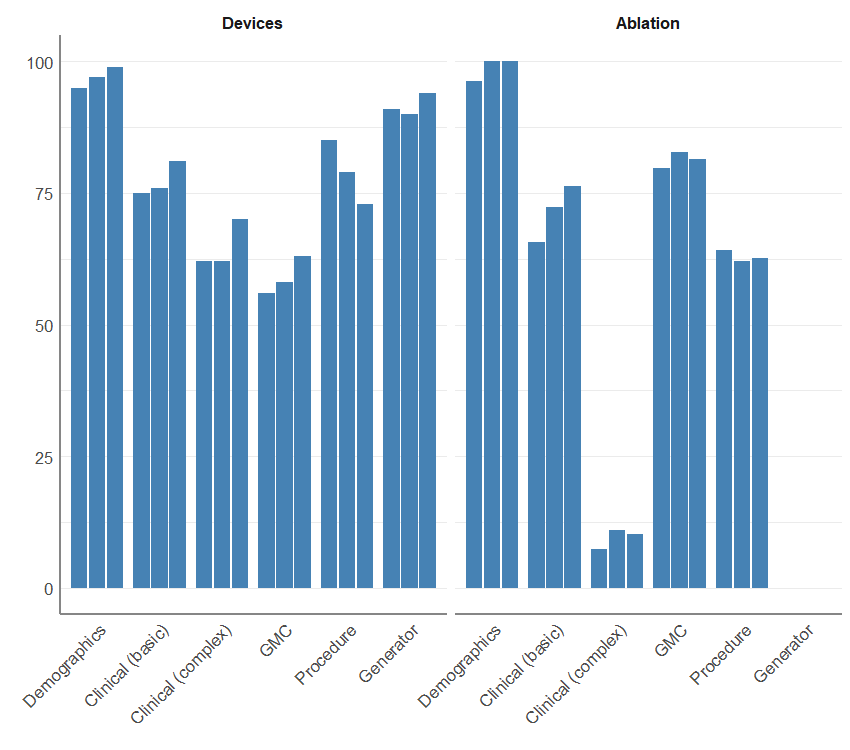 Devices
Ablation
100
75
50
25
0
Demographics
Clinical (basic)
Clinical (complex)
GMC
Procedure
Generator
Demographics
Clinical (basic)
Clinical (complex)
GMC
Procedure
Generator